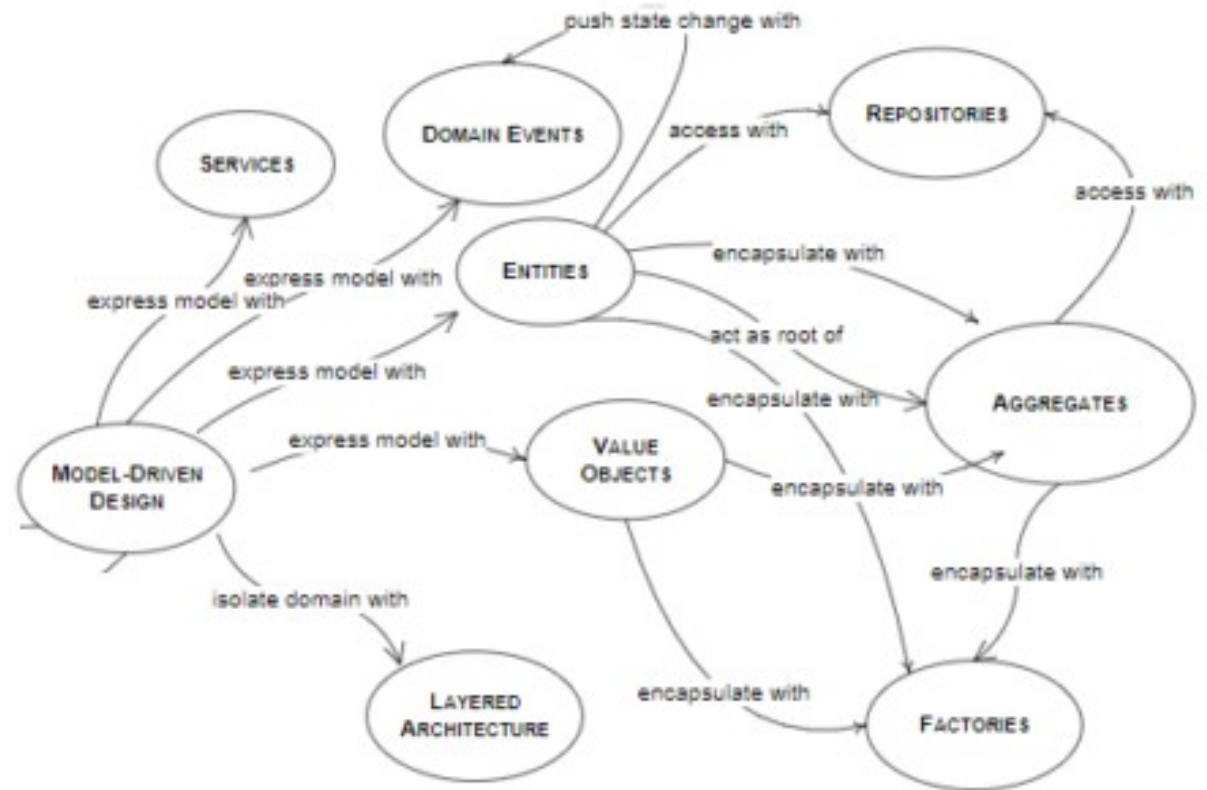 push state change with
DOMAIN EVENTS
REPOSITORIES
access with
SERVICES
access with
ENTITIES
encapsulate with
express model with
express model with
act as root of
express model with
encapsulate with
AGGREGATES
express model with
VALUE
OBJECTS
MODEL-DRIVEN
DESIGN
encapsulate with
encapsulate with
isolate domain with
encapsulate with
LAYERED
ARCHITECTURE
FACTORIES